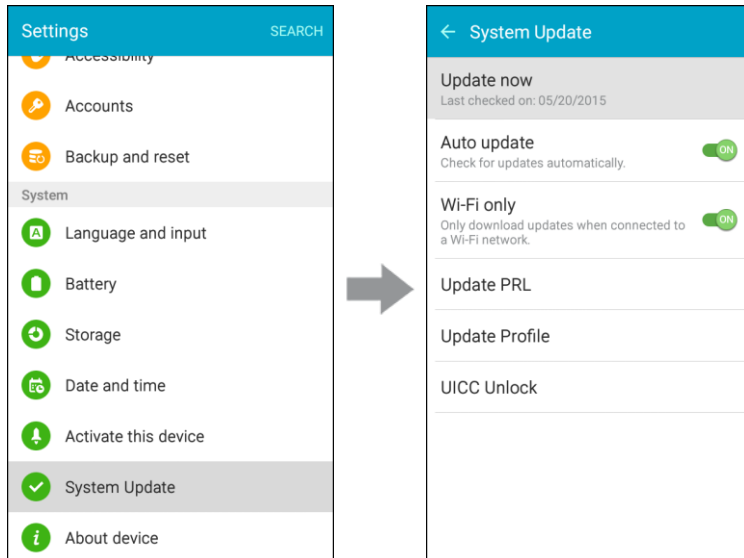 Settings
SEARCH
Accessibility
Accounts
Backup and reset
System
A
Language and input
Battery
Storage
Date and time
Activate this device
System Update
i
About device
System Update
Update now
Last checked on: 05/20/2015
Auto update
Check for updates automatically.
ON
Wi-Fi only
Only download updates when connected to
a Wi-Fi network.
ON
Update PRL
Update Profile
UICC Unlock